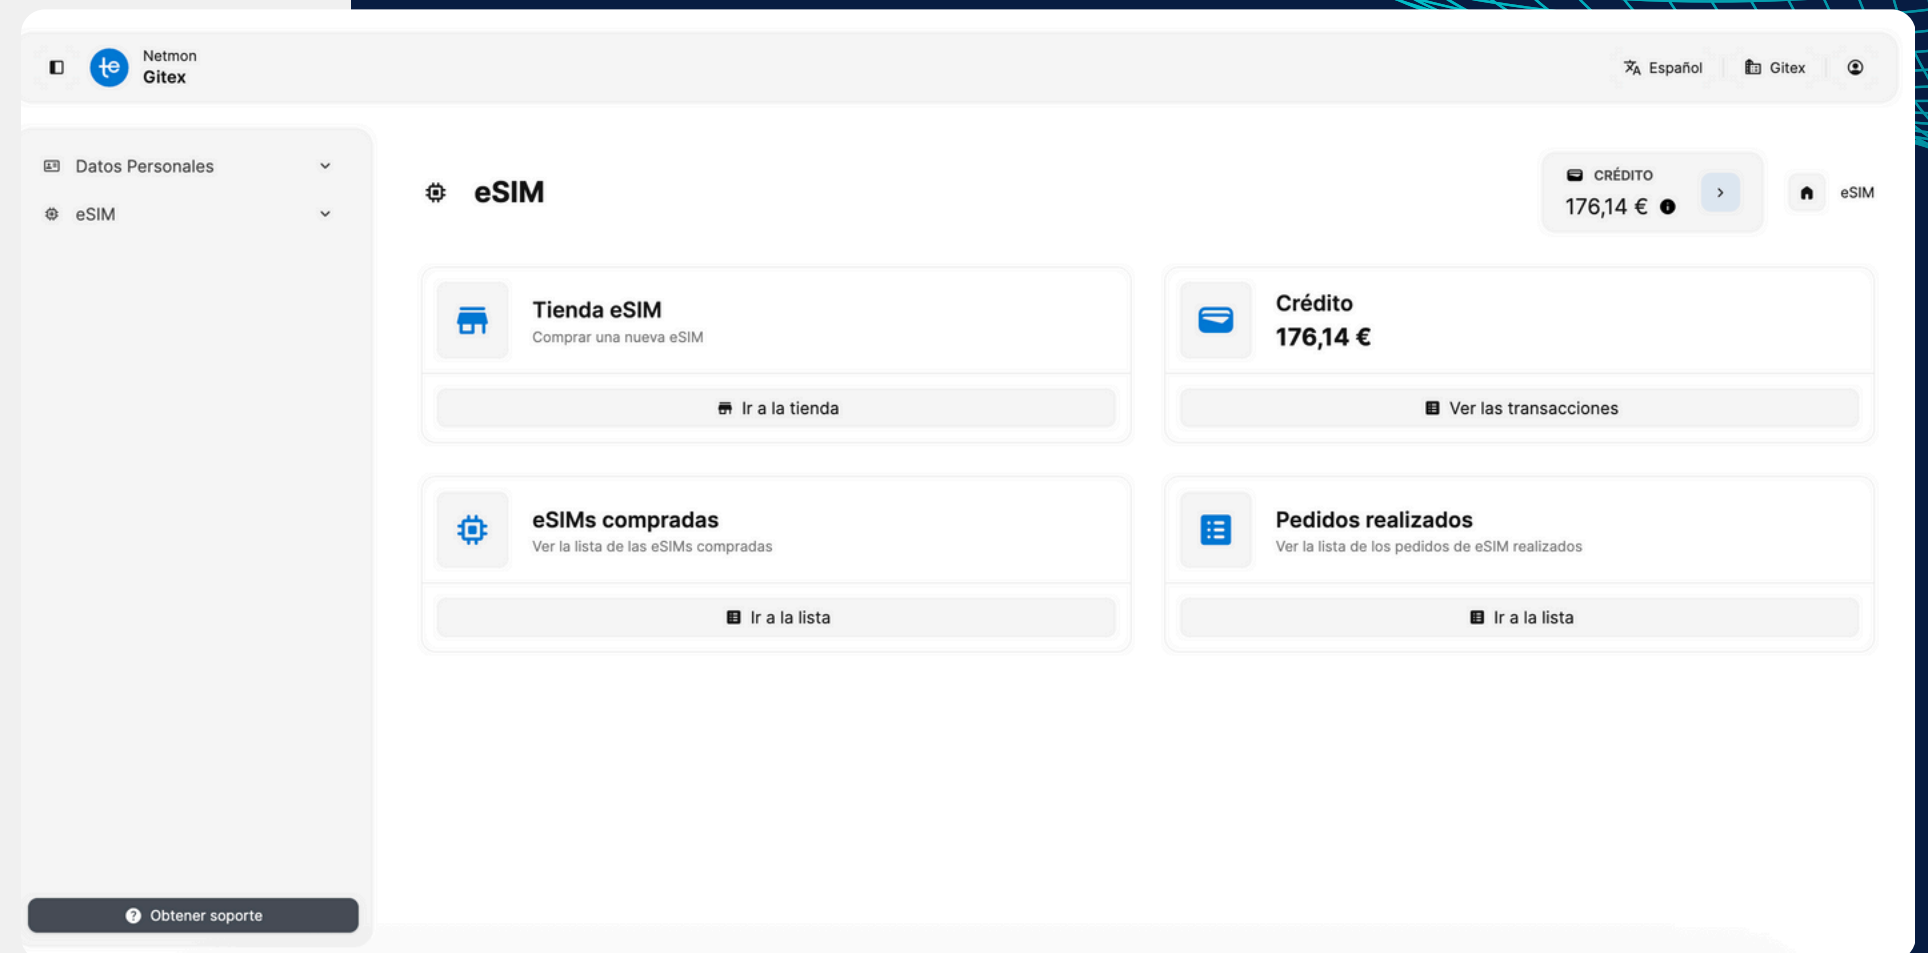 te
Netmon
Gitex
Español
Gitex
Datos Personales
eSIM
eSIM
CRÉDITO
176,14 €
eSIM
Tienda eSIM
Comprar una nueva eSIM
Ir a la tienda
Crédito
176,14 €
Ver las transacciones
eSIMs compradas
Ver la lista de las eSIMs compradas
Ir a la lista
Pedidos realizados
Ver la lista de los pedidos de eSIM realizados
Ir a la lista
Obtener soporte